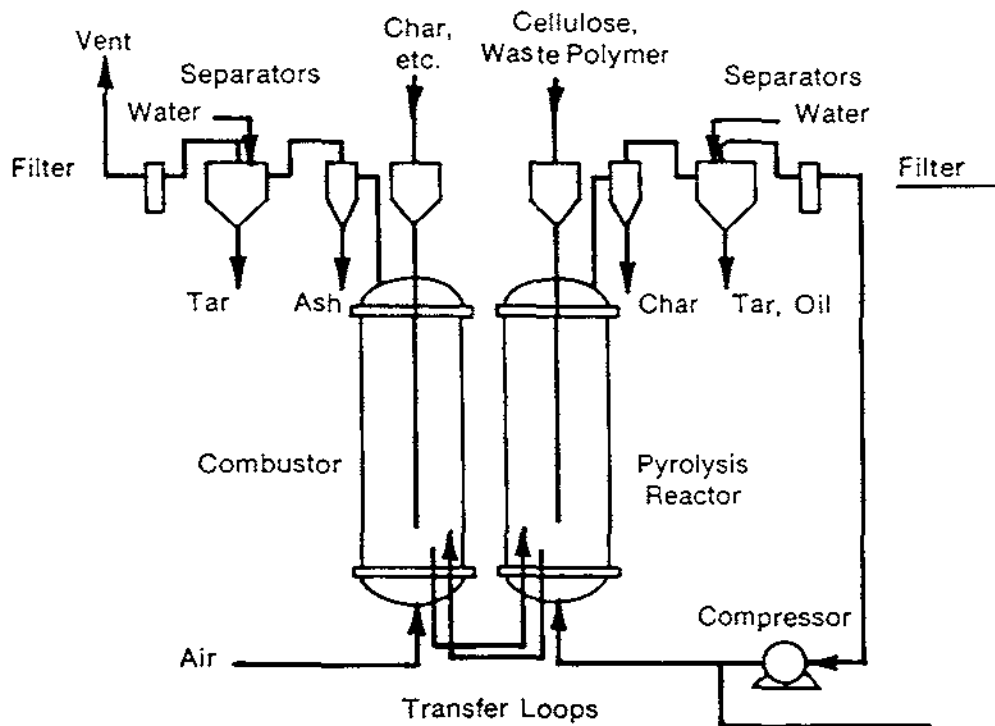 Vent
Separators
Water
Filter
Char,
etc.
Cellulose,
Waste Polymer
Separators
Water
Filter
Tar
Ash
Char
Tar, Oil
Combustor
Pyrolysis
Reactor
Compressor
Air
Transfer Loops